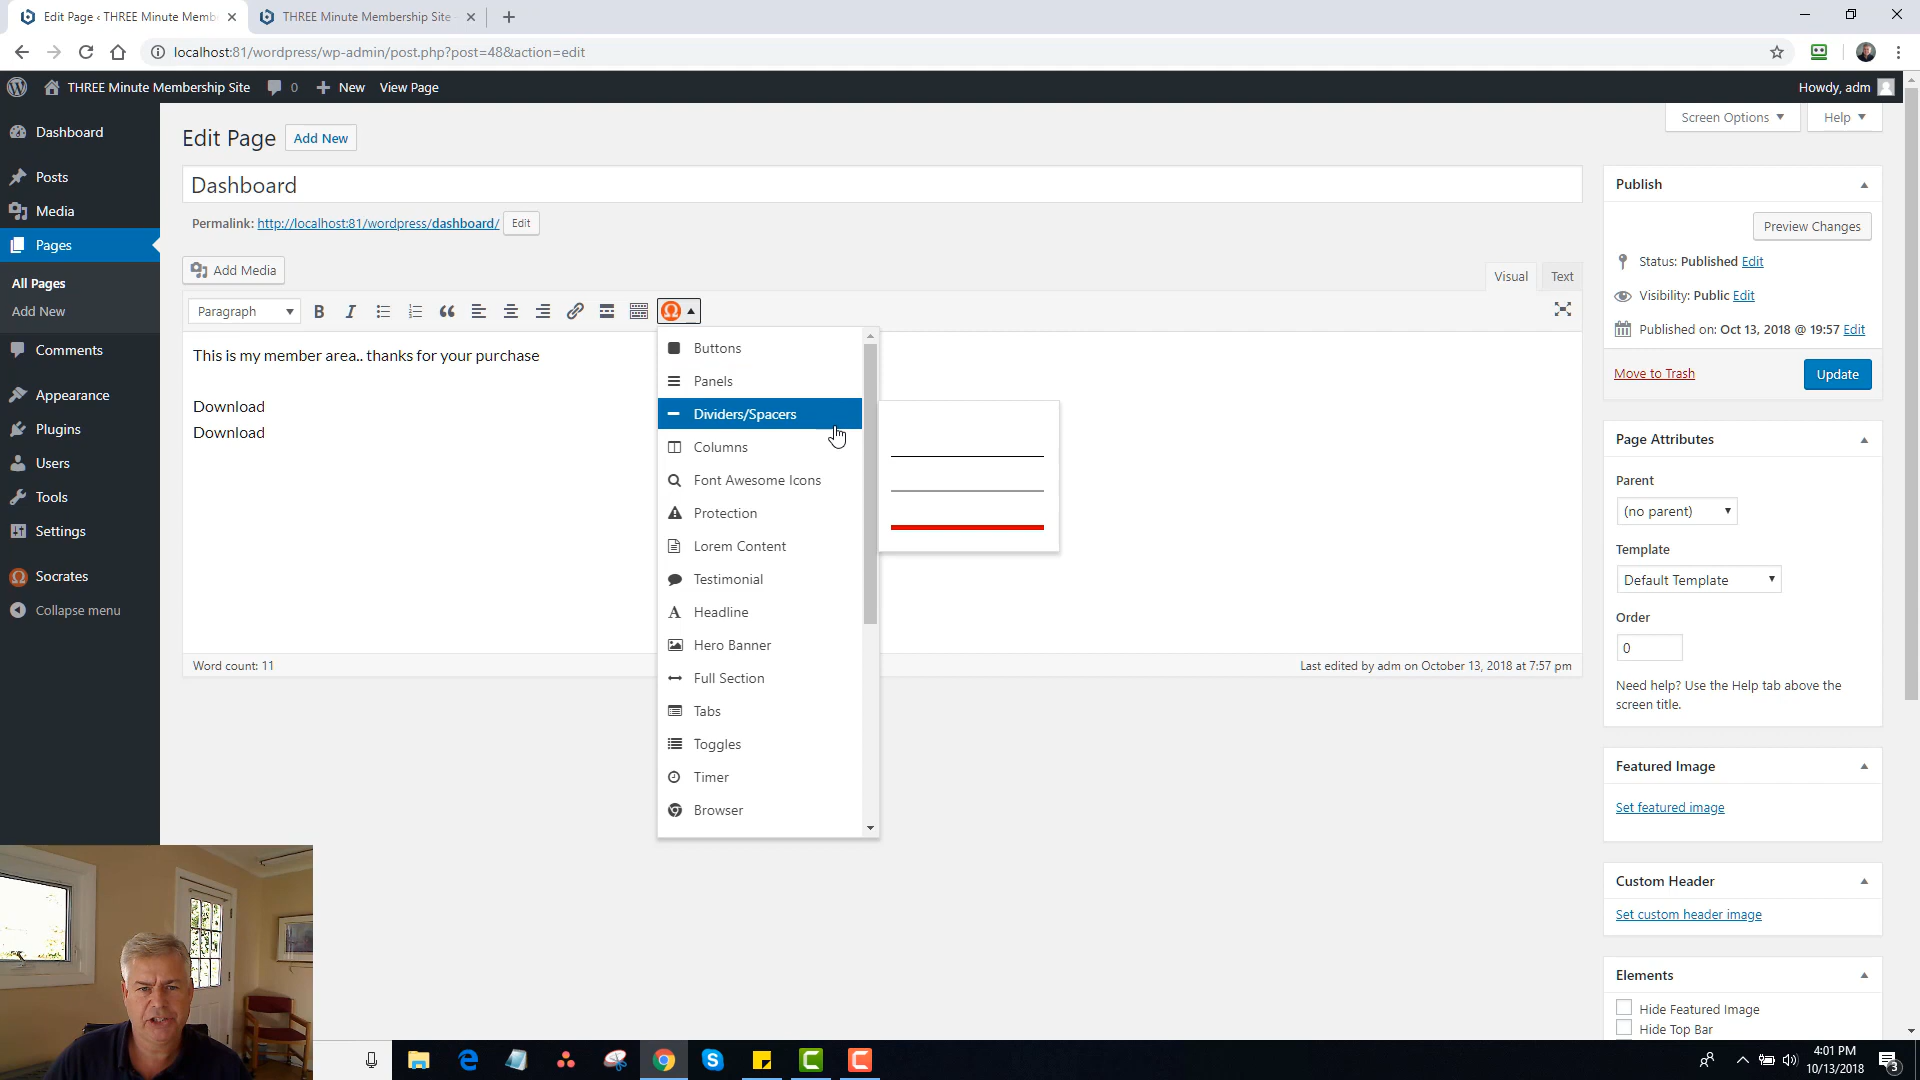 Edit Page ‹ THREE Minute Memb
THREE Minute Membership Site
localhost:81/wordpress/wp-admin/post.php?post=48&action=edit
THREE Minute Membership Site
0
New
View Page
Howdy, adm
Dashboard
Posts
Media
Pages
All Pages
Add New
Comments
Appearance
Plugins
Users
Tools
Settings
Socrates
Collapse menu
Edit Page
Add New
Screen Options
Help
Dashboard
Permalink: http://localhost:81/wordpress/dashboard/ Edit
Add Media
Visual
Text
Paragraph
This is my member area.. thanks for your purchase
Download
Download
Word count: 11
Last edited by adm on October 13, 2018 at 7:57 pm
Buttons
Panels
Dividers/Spacers
Columns
Font Awesome Icons
Protection
Lorem Content
Testimonial
Headline
Hero Banner
Full Section
Tabs
Toggles
Timer
Browser
Publish
Preview Changes
Status: Published Edit
Visibility: Public Edit
Published on: Oct 13, 2018 @ 19:57 Edit
Move to Trash
Update
Page Attributes
Parent
(no parent)
Template
Default Template
Order
0
Need help? Use the Help tab above the
screen title.
Featured Image
Set featured image
Custom Header
Set custom header image
Elements
Hide Featured Image
Hide Top Bar
4:01 PM
10/13/2018
3